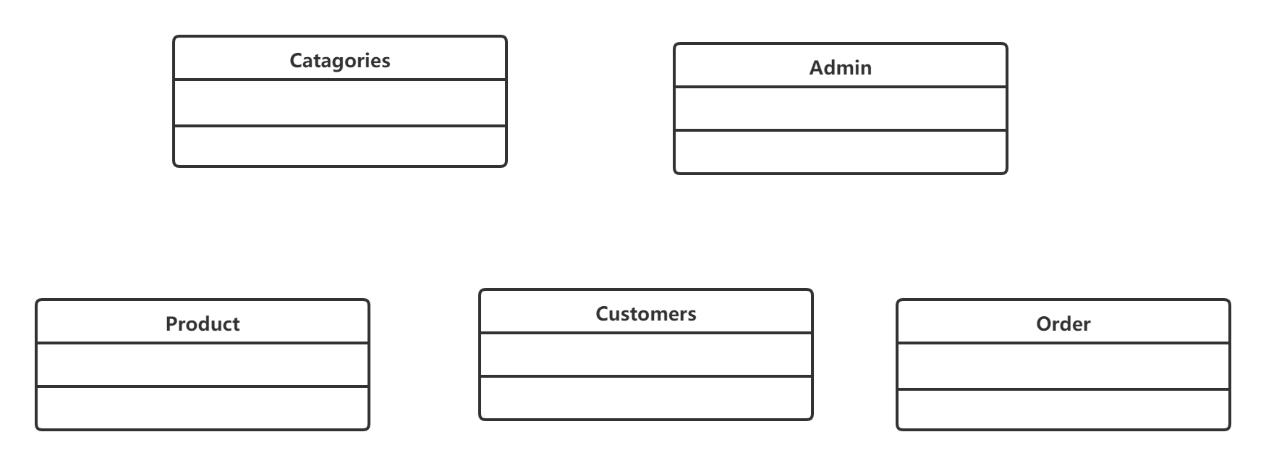 Catagories
Admin
Product
Customers
Order